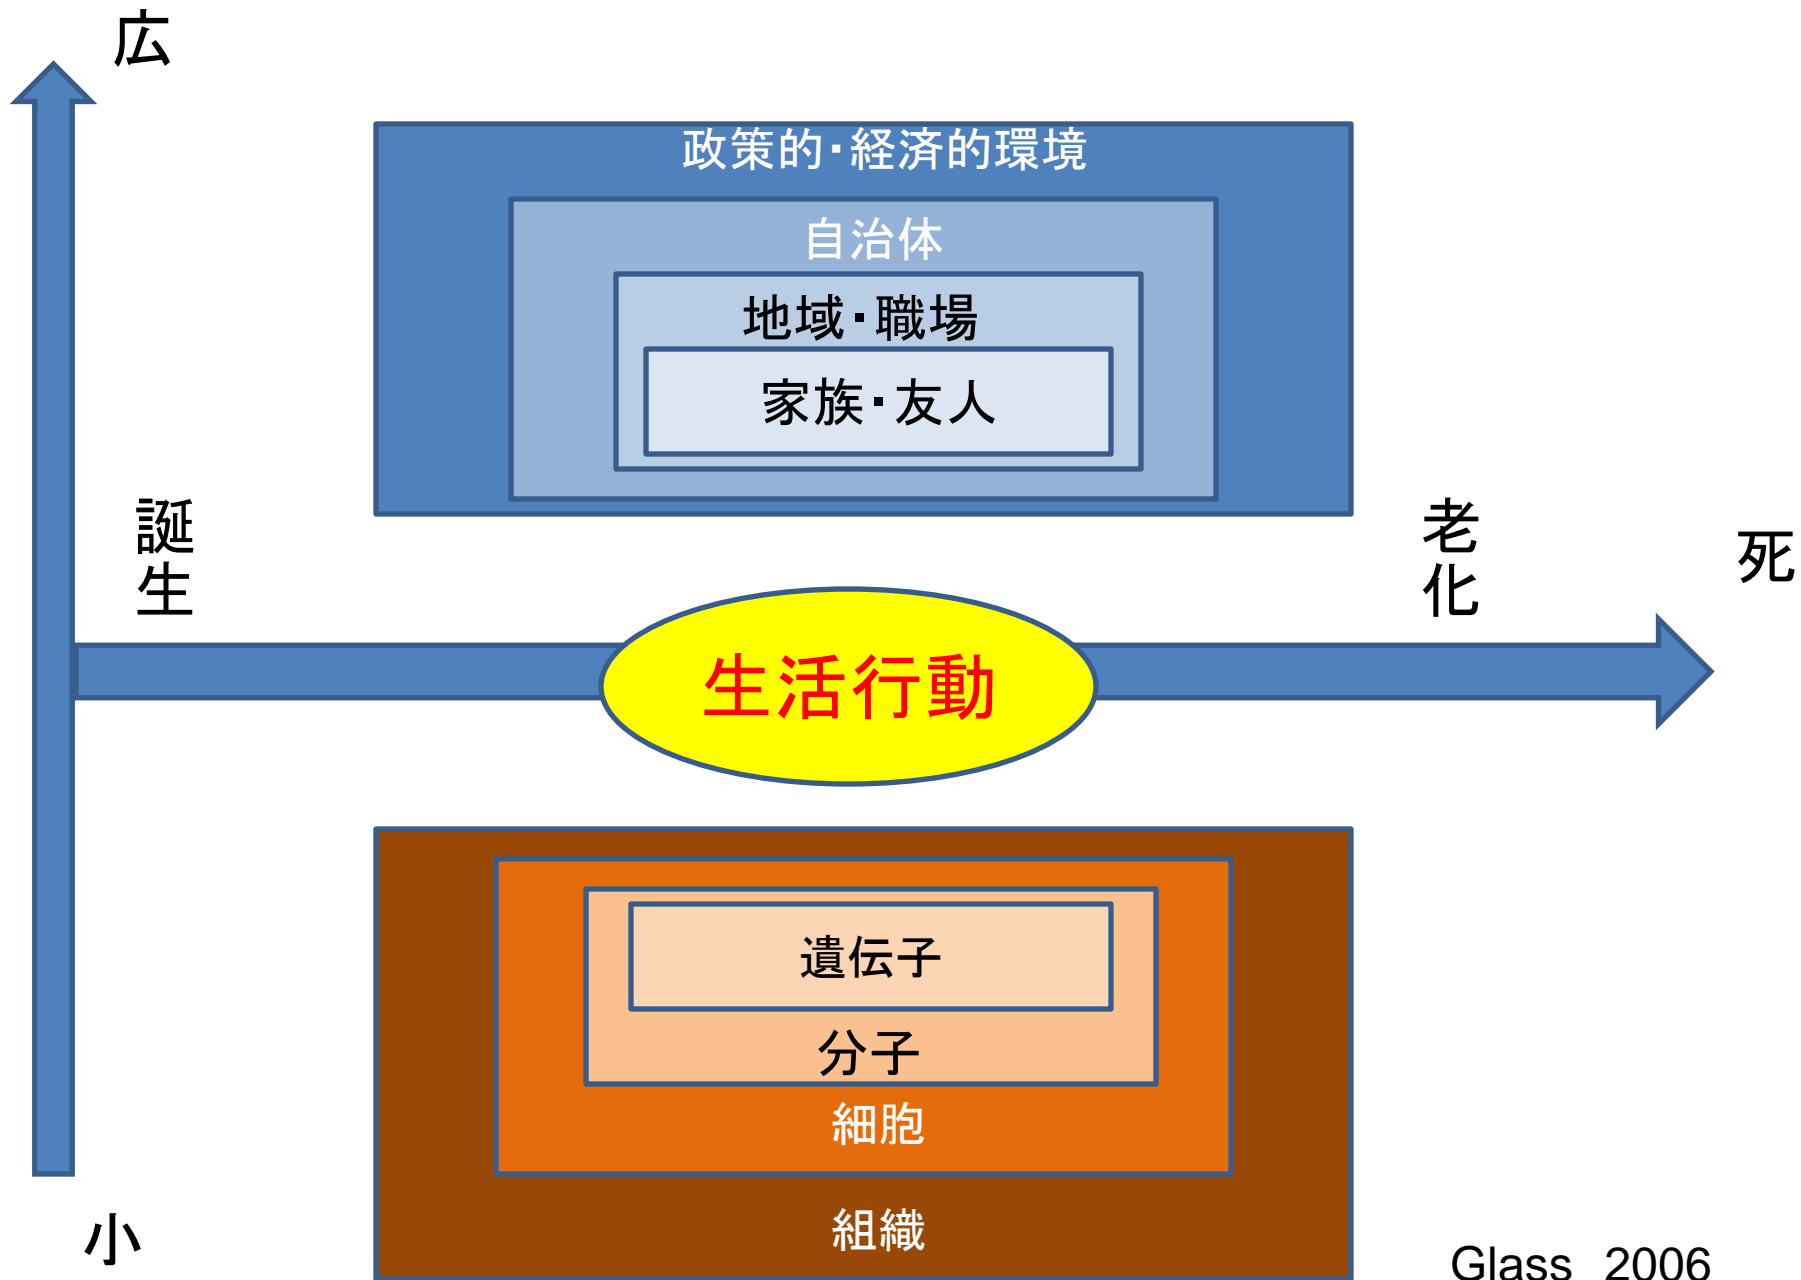 広
政策的・経済的環境
自治体
地域・職場
家族・友人
誕生
老化
死
生活行動
遺伝子
分子
細胞
組織
小
Glass 2006